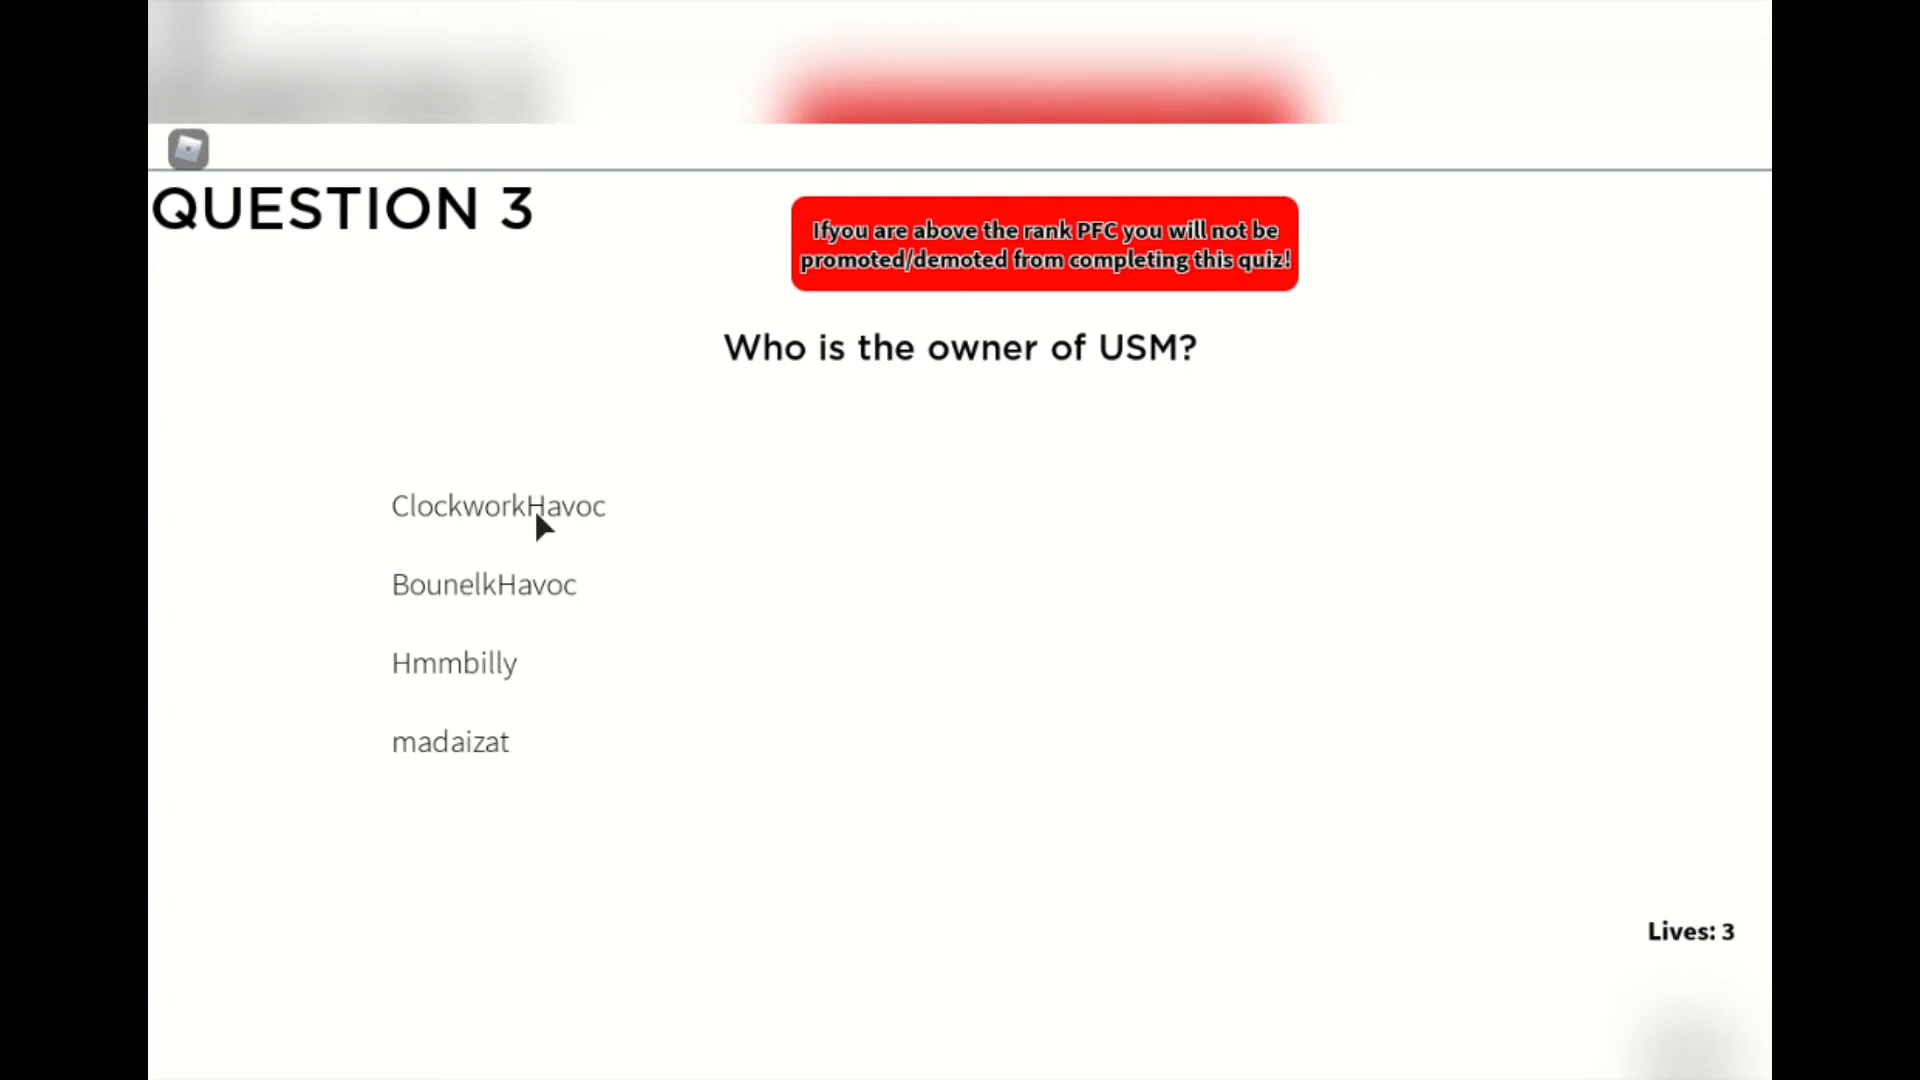 QUESTION 3
Ifyou are above the rank PFC you will not be
promoted/demoted from completing this quiz!
Who is the owner of USM?
ClockworkHavoc
BounelkHavoc
Hmmbilly
madaizat
Lives: 3